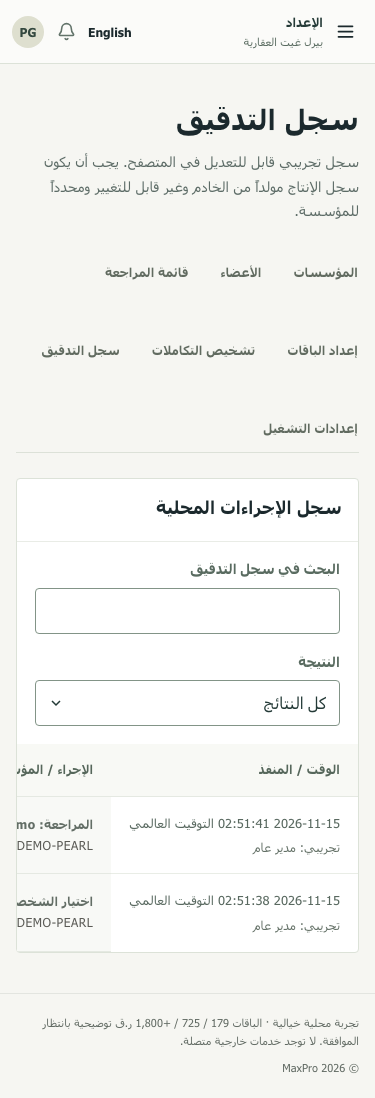 الإعداد
بيرل غيت العقارية
English
PG
سجل التدقيق
سجل تجريبي قابل للتعديل في المتصفح. يجب أن يكون
سجل الإنتاج مولداً من الخادم وغير قابل للتغيير ومحدداً
للمؤسسة.
المؤسسات الأعضاء قائمة المراجعة
إعداد الباقات تشخيص التكاملات سجل التدقيق
إعدادات التشغيل
سجل الإجراءات المحلية
البحث في سجل التدقيق
النتيجة
كل النتائج
الوقت / المنفذ الإجراء /
2026-11-15 02:51:41 التوقيت العالمي المراجعة:
تجريبي: مدير عام DEMO-PEARL
2026-11-15 02:51:38 التوقيت العالمي اختيار
تجريبي: مدير عام DEMO-PEARL
تجربة محلية خيالية · الباقات 179 / 725 / +1,800 ر.ق توضيحية بانتظار
الموافقة. لا توجد خدمات خارجية متصلة.
© 2026 MaxPro